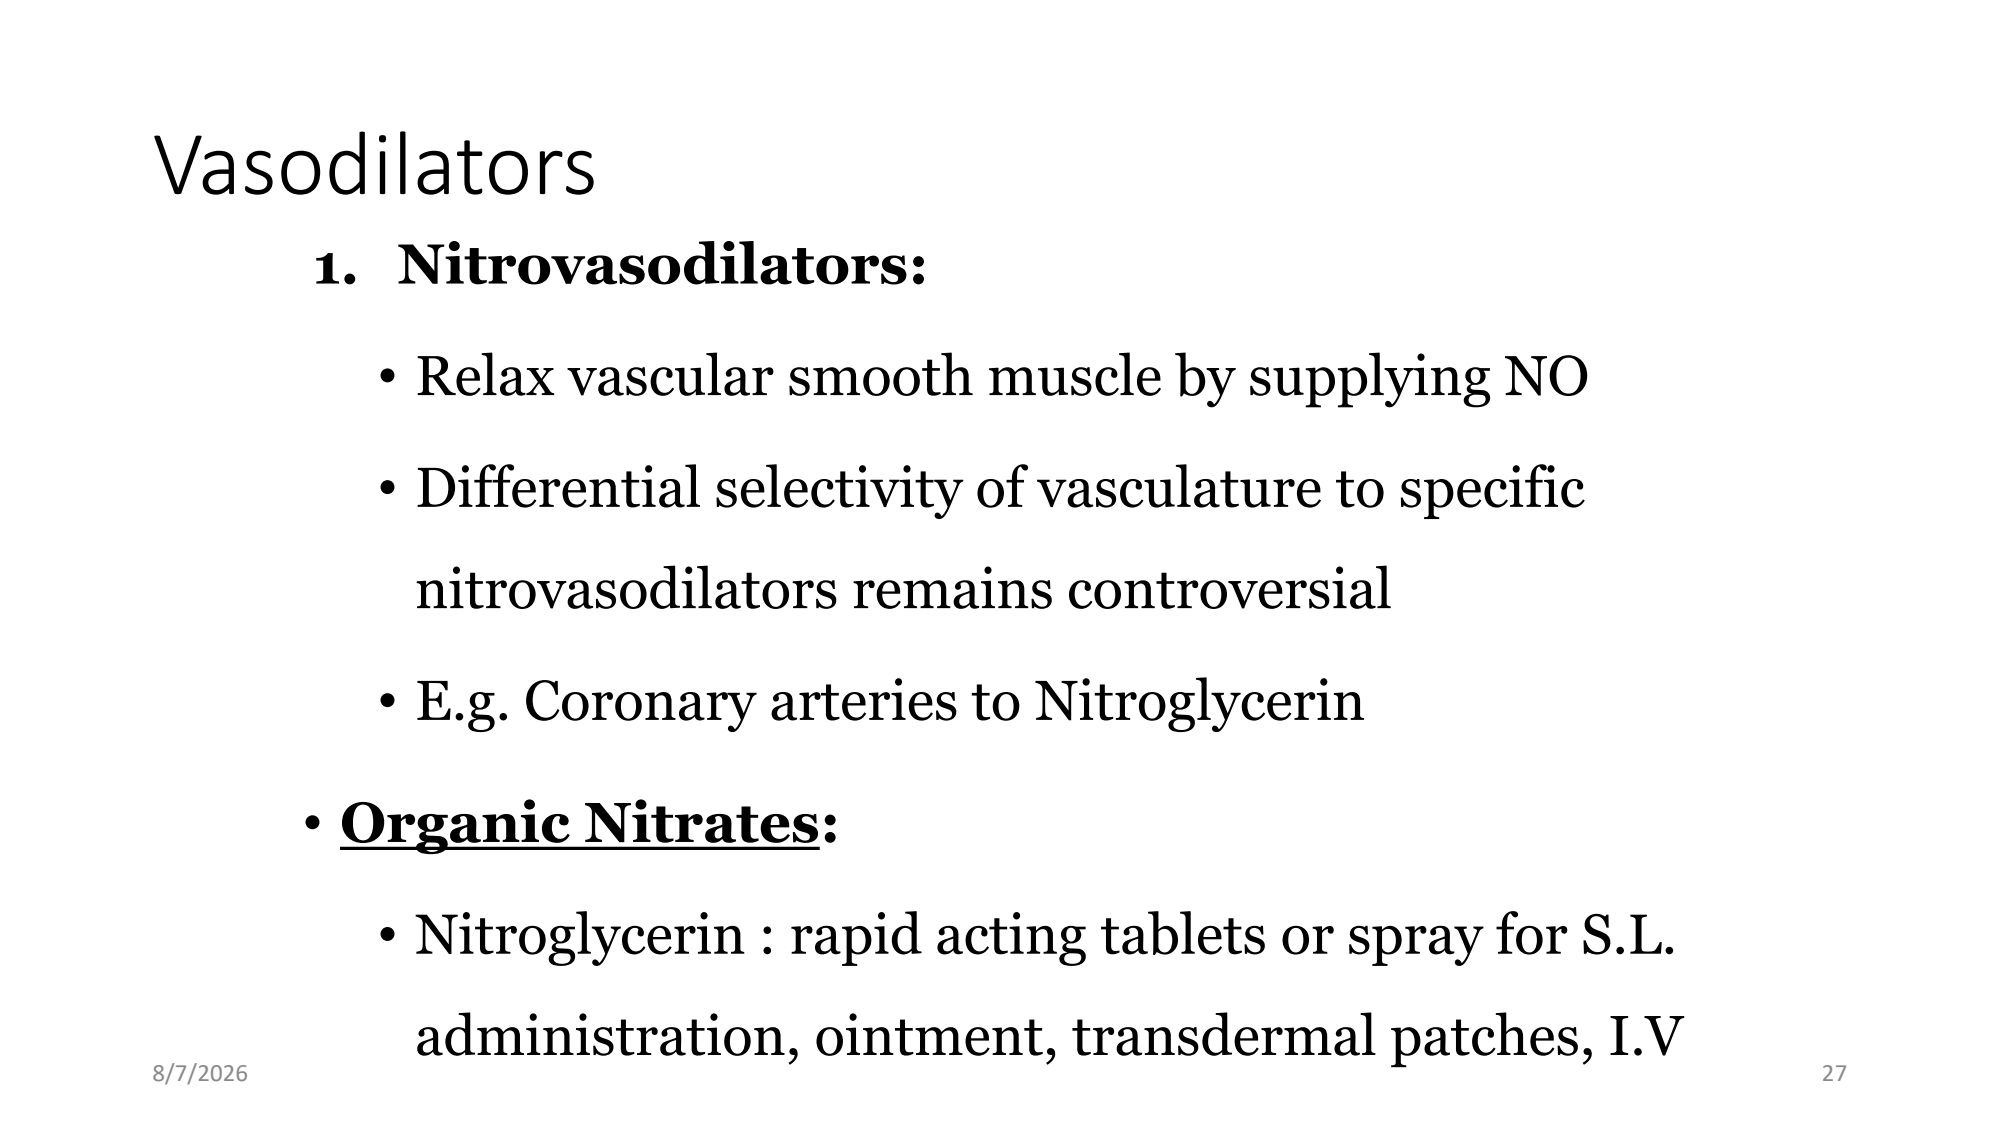 Vasodilators
1. Nitrovasodilators:
• Relax vascular smooth muscle by supplying NO
• Differential selectivity of vasculature to specific
nitrovasodilators remains controversial
• E.g. Coronary arteries to Nitroglycerin
• Organic Nitrates:
• Nitroglycerin : rapid acting tablets or spray for S.L.
administration, ointment, transdermal patches, I.V
8/7/2026
27